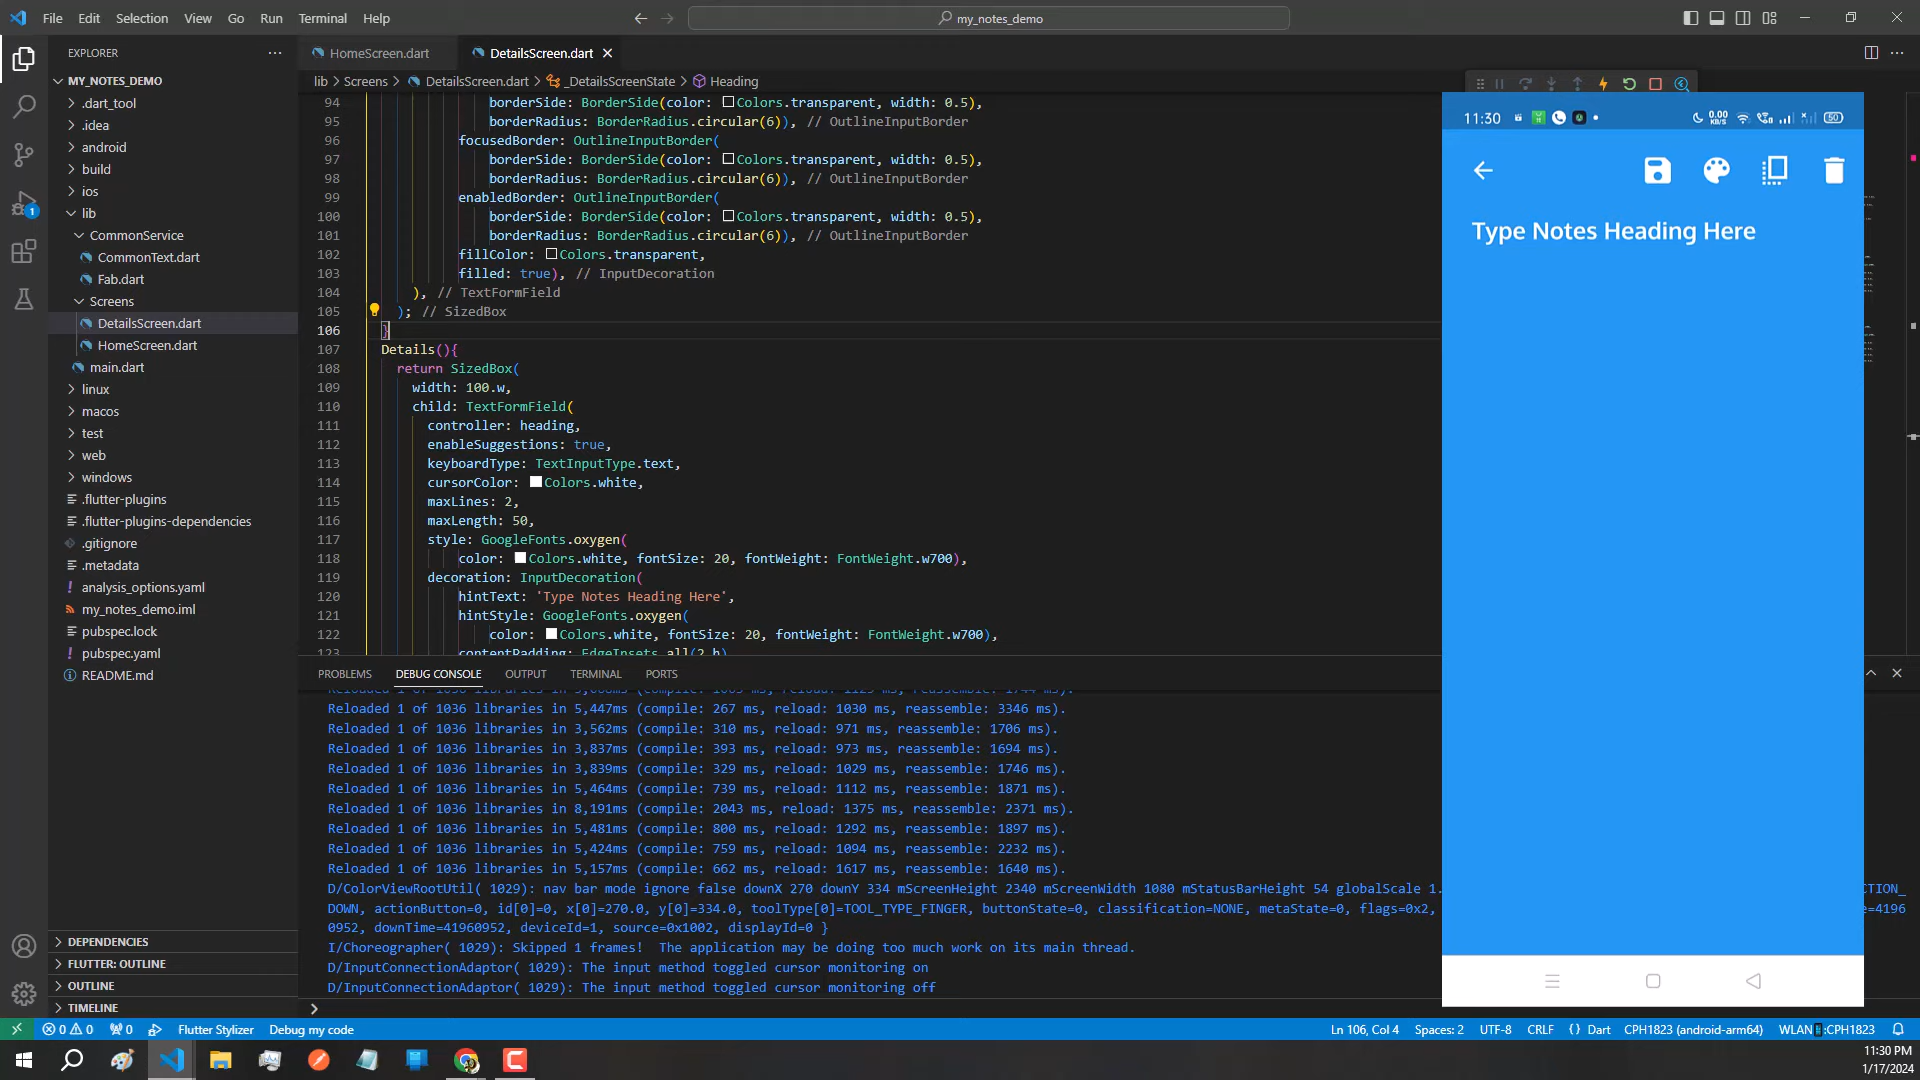 File Edit Selection View Go Run Terminal Help
my_notes_demo
EXPLORER
HomeScreen.dart
DetailsScreen.dart
lib > Screens > DetailsScreen.dart > _DetailsScreenState > Heading
MY_NOTES_DEMO
.dart_tool
.idea
android
build
ios
lib
CommonService
CommonText.dart
Fab.dart
Screens
DetailsScreen.dart
HomeScreen.dart
main.dart
linux
macos
test
web
windows
.flutter-plugins
.flutter-plugins-dependencies
.gitignore
.metadata
analysis_options.yaml
my_notes_demo.iml
pubspec.lock
pubspec.yaml
README.md
DEPENDENCIES
FLUTTER: OUTLINE
OUTLINE
TIMELINE
94 borderSide: BorderSide(color: Colors.transparent, width: 0.5),
95 borderRadius: BorderRadius.circular(6)), // OutlineInputBorder
96 focusedBorder: OutlineInputBorder(
97 borderSide: BorderSide(color: Colors.transparent, width: 0.5),
98 borderRadius: BorderRadius.circular(6)), // OutlineInputBorder
99 enabledBorder: OutlineInputBorder(
100 borderSide: BorderSide(color: Colors.transparent, width: 0.5),
101 borderRadius: BorderRadius.circular(6)), // OutlineInputBorder
102 fillColor: Colors.transparent,
103 filled: true), // InputDecoration
104 ), // TextFormField
105 ); // SizedBox
106 }
107 Details(){
108 return SizedBox(
109 width: 100.w,
110 child: TextFormField(
111 controller: heading,
112 enableSuggestions: true,
113 keyboardType: TextInputType.text,
114 cursorColor: Colors.white,
115 maxLines: 2,
116 maxLength: 50,
117 style: GoogleFonts.oxygen(
118 color: Colors.white, fontSize: 20, fontWeight: FontWeight.w700),
119 decoration: InputDecoration(
120 hintText: 'Type Notes Heading Here',
121 hintStyle: GoogleFonts.oxygen(
122 color: Colors.white, fontSize: 20, fontWeight: FontWeight.w700),
123 contentPadding: EdgeInsets.all(2.h),
PROBLEMS DEBUG CONSOLE OUTPUT TERMINAL PORTS
Reloaded 1 of 1036 libraries in
Reloaded 1 of 1036 libraries in 5,447ms (compile: 267 ms, reload: 1030 ms, reassemble: 3346 ms).
Reloaded 1 of 1036 libraries in 3,562ms (compile: 310 ms, reload: 971 ms, reassemble: 1706 ms).
Reloaded 1 of 1036 libraries in 3,837ms (compile: 393 ms, reload: 973 ms, reassemble: 1694 ms).
Reloaded 1 of 1036 libraries in 3,839ms (compile: 329 ms, reload: 1029 ms, reassemble: 1746 ms).
Reloaded 1 of 1036 libraries in 5,464ms (compile: 739 ms, reload: 1112 ms, reassemble: 1871 ms).
Reloaded 1 of 1036 libraries in 8,191ms (compile: 2043 ms, reload: 1375 ms, reassemble: 2371 ms).
Reloaded 1 of 1036 libraries in 5,481ms (compile: 800 ms, reload: 1292 ms, reassemble: 1897 ms).
Reloaded 1 of 1036 libraries in 5,424ms (compile: 759 ms, reload: 1094 ms, reassemble: 2232 ms).
Reloaded 1 of 1036 libraries in 5,157ms (compile: 662 ms, reload: 1617 ms, reassemble: 1640 ms).
D/ColorViewRootUtil( 1029): nav bar mode ignore false downX 270 downY 334 mScreenHeight 2340 mScreenWidth 1080 mStatusBarHeight 54 globalScale 1. CTION_
DOWN, actionButton=0, id[0]=0, x[0]=270.0, y[0]=334.0, toolType[0]=TOOL_TYPE_FINGER, buttonState=0, classification=NONE, metaState=0, flags=0x2, e=4196
0952, downTime=41960952, deviceId=1, source=0x1002, displayId=0 }
I/Choreographer( 1029): Skipped 1 frames! The application may be doing too much work on its main thread.
D/InputConnectionAdaptor( 1029): The input method toggled cursor monitoring on
D/InputConnectionAdaptor( 1029): The input method toggled cursor monitoring off
11:30
0.00 KB/S
50
Type Notes Heading Here
1
0 0 0 Flutter Stylizer Debug my code
Ln 106, Col 4 Spaces: 2 UTF-8 CRLF {} Dart CPH1823 (android-arm64) WLAN :CPH1823
11:30 PM
1/17/2024